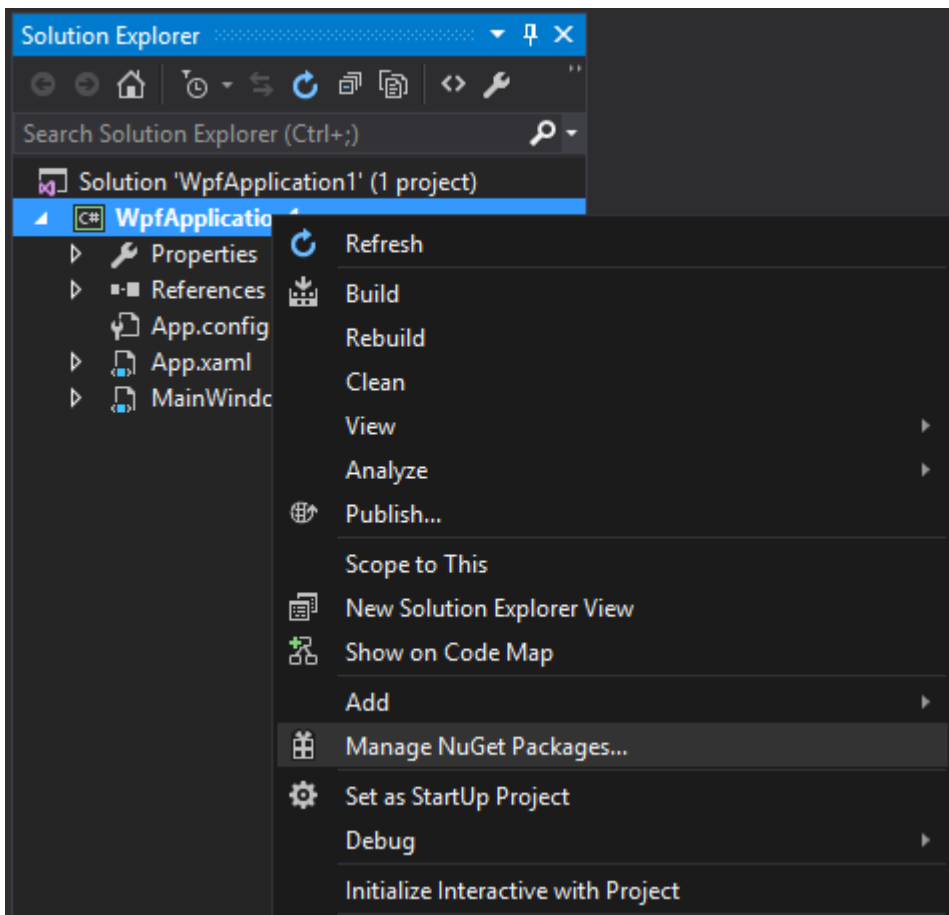 Solution Explorer
Search Solution Explorer (Ctrl+;)
Solution 'WpfApplication1' (1 project)
C# WpfApplicatio
Properties
References
App.config
App.xaml
MainWindo
Refresh
Build
Rebuild
Clean
View
Analyze
Publish...
Scope to This
New Solution Explorer View
Show on Code Map
Add
Manage NuGet Packages...
Set as StartUp Project
Debug
Initialize Interactive with Project